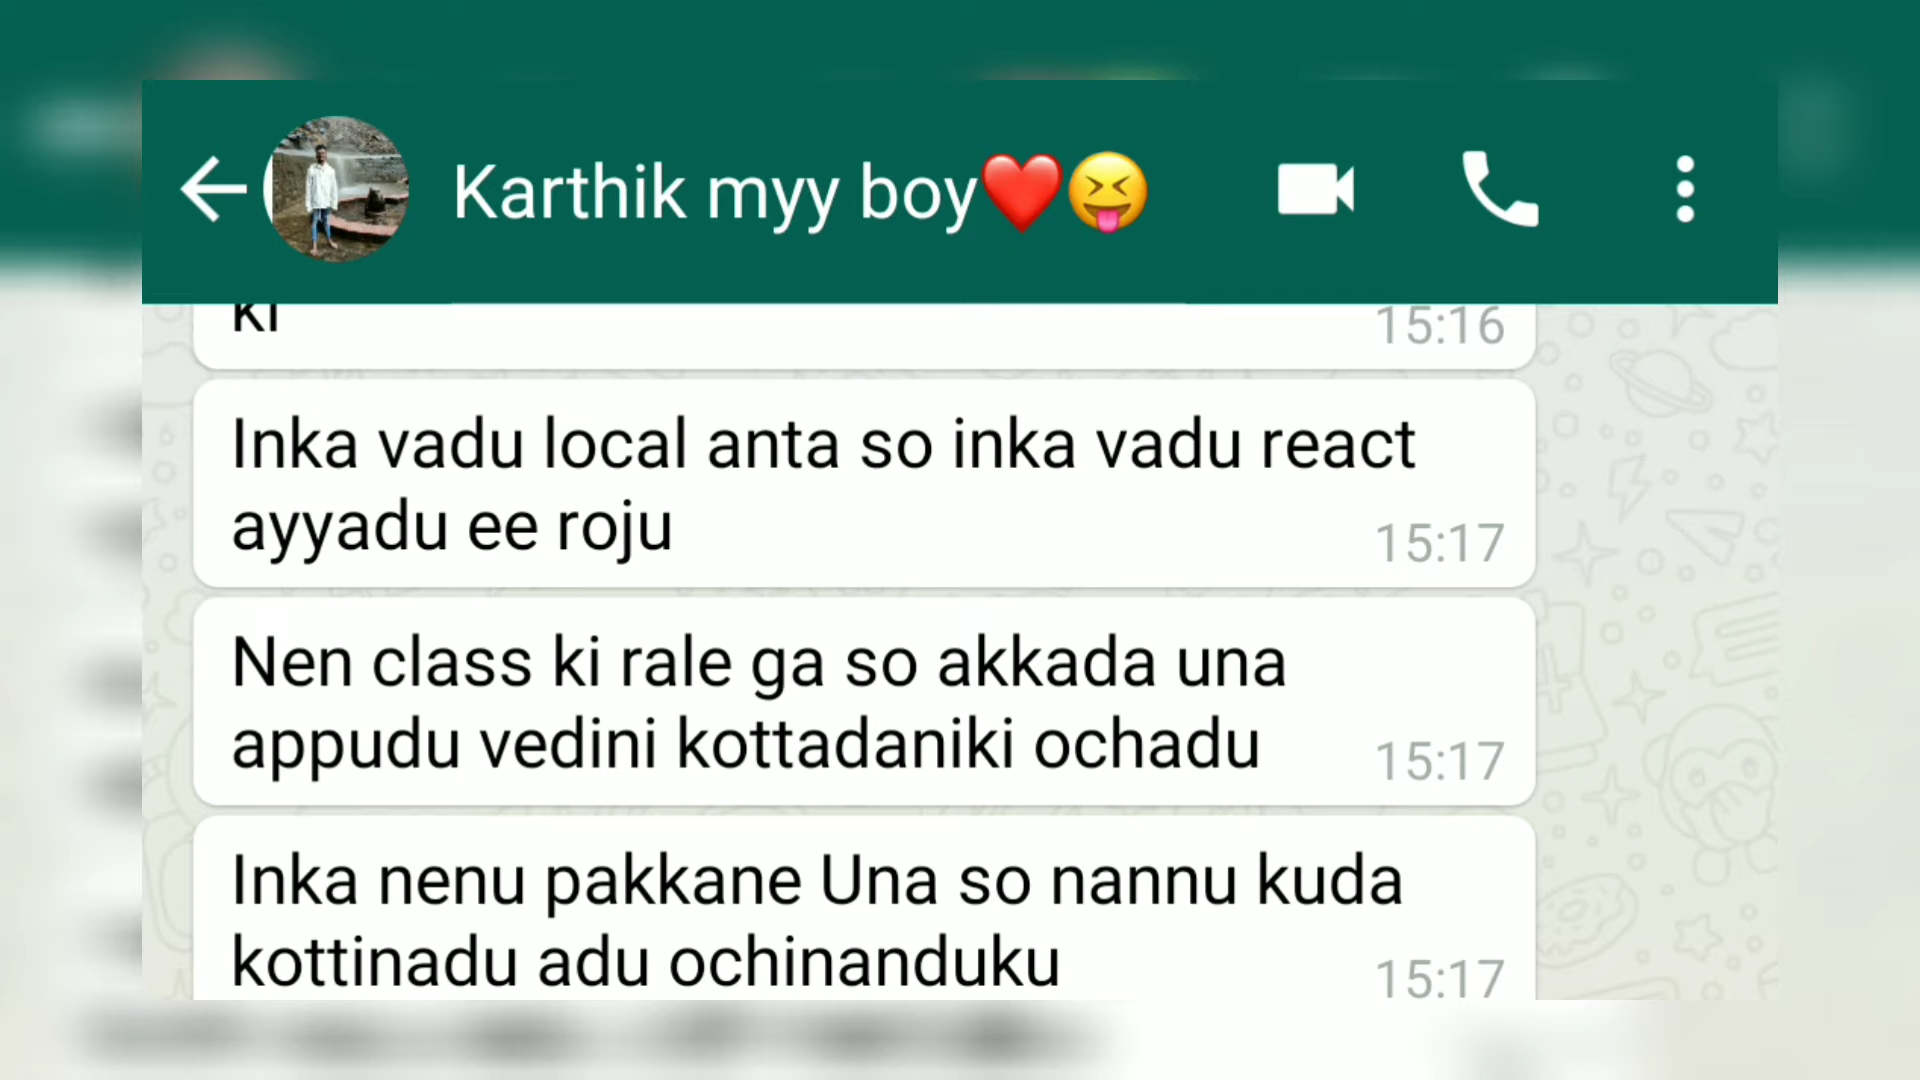 Karthik myy boy❤️😝
ki
15:16
Inka vadu local anta so inka vadu react
ayyadu ee roju
15:17
Nen class ki rale ga so akkada una
appudu vedini kottadaniki ochadu
15:17
Inka nenu pakkane Una so nannu kuda
kottinadu adu ochinanduku
15:17